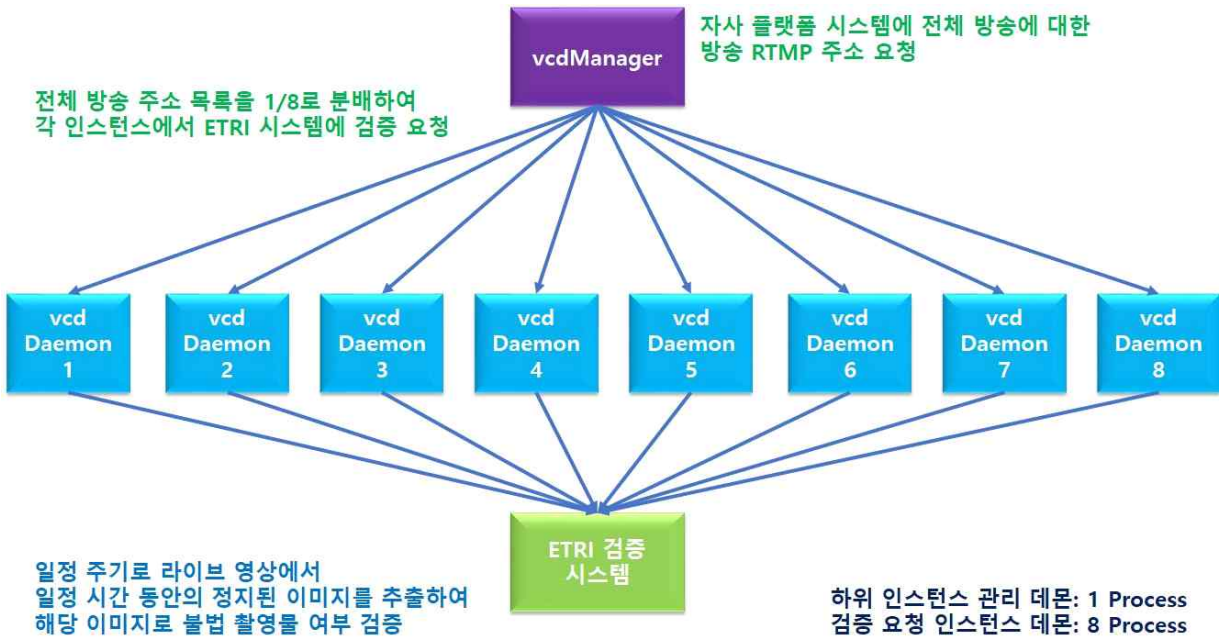 vcdManager
자사 플랫폼 시스템에 전체 방송에 대한
방송 RTMP 주소 요청
전체 방송 주소 목록을 1/8로 분배하여
각 인스턴스에서 ETRI 시스템에 검증 요청
vcd
Daemon
1
vcd
Daemon
2
vcd
Daemon
3
vcd
Daemon
4
vcd
Daemon
5
vcd
Daemon
6
vcd
Daemon
7
vcd
Daemon
8
ETRI 검증
시스템
일정 주기로 라이브 영상에서
일정 시간 동안의 정지된 이미지를 추출하여
해당 이미지로 불법 촬영물 여부 검증
하위 인스턴스 관리 데몬: 1 Process
검증 요청 인스턴스 데몬: 8 Process